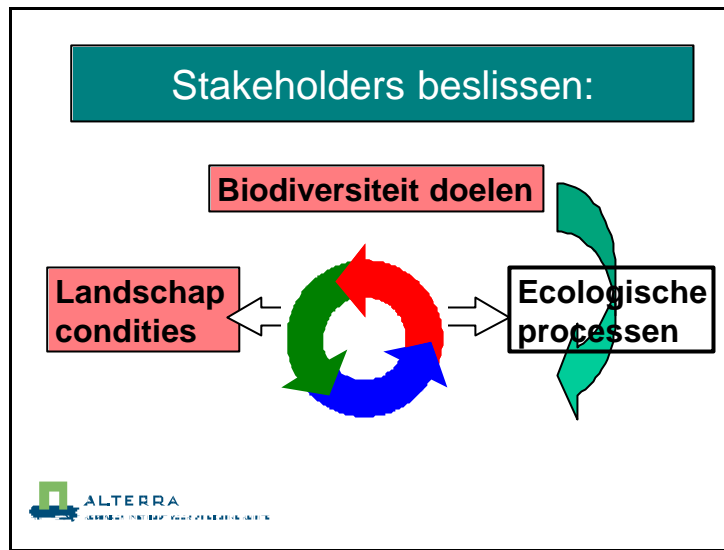 Stakeholders beslissen:
Biodiversiteit doelen
Landschap
condities
Ecologische
processen
ALTERRA